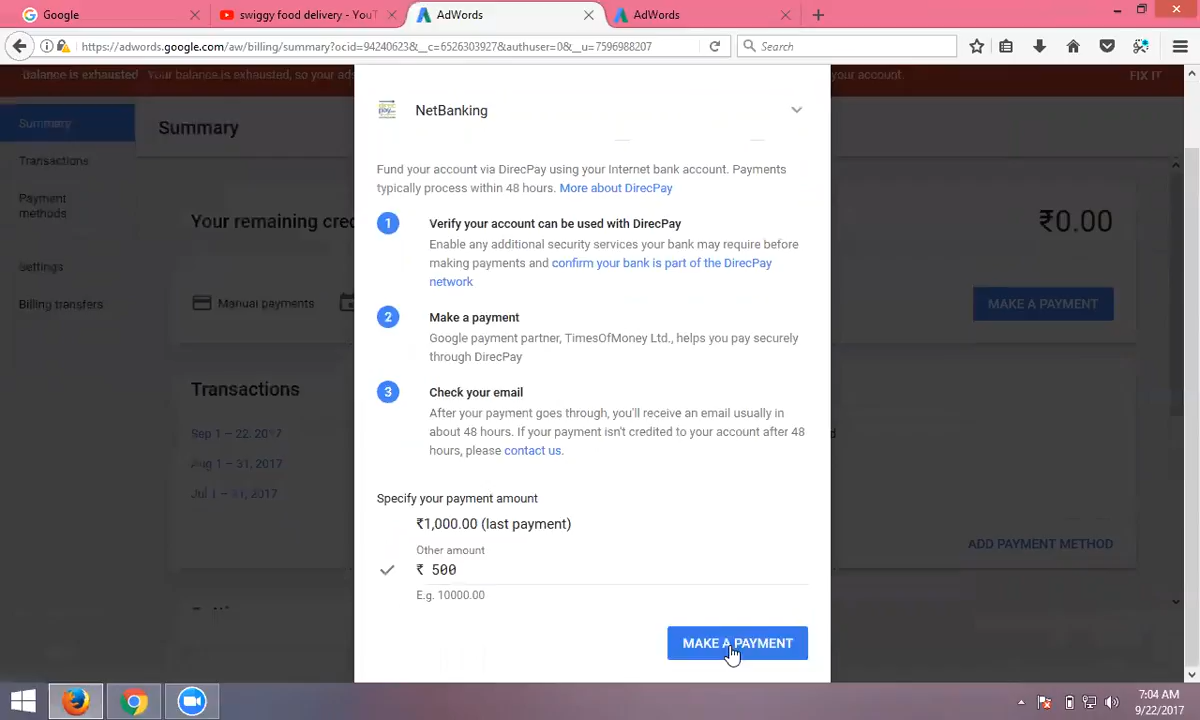 Google
swiggy food delivery - YouT
AdWords
AdWords
https://adwords.google.com/aw/billing/summary?ocid=94240623&__c=6526303927&authuser=0&__u=7596988207
Search
Balance is exhausted Your balance is exhausted, so your ads
your account.
FIX IT
Summary
Transactions
Payment
methods
Settings
Billing transfers
Summary
Your remaining cred
₹0.00
Manual payments
MAKE A PAYMENT
Transactions
Sep 1 – 22, 2017
Aug 1 – 31, 2017
Jul 1 – 31, 2017
ADD PAYMENT METHOD
NetBanking
Fund your account via DirecPay using your Internet bank account. Payments
typically process within 48 hours. More about DirecPay
1
Verify your account can be used with DirecPay
Enable any additional security services your bank may require before
making payments and confirm your bank is part of the DirecPay
network
2
Make a payment
Google payment partner, TimesOfMoney Ltd., helps you pay securely
through DirecPay
3
Check your email
After your payment goes through, you'll receive an email usually in
about 48 hours. If your payment isn't credited to your account after 48
hours, please contact us.
Specify your payment amount
₹1,000.00 (last payment)
Other amount
₹ 500
E.g. 10000.00
MAKE A PAYMENT
7:04 AM
9/22/2017